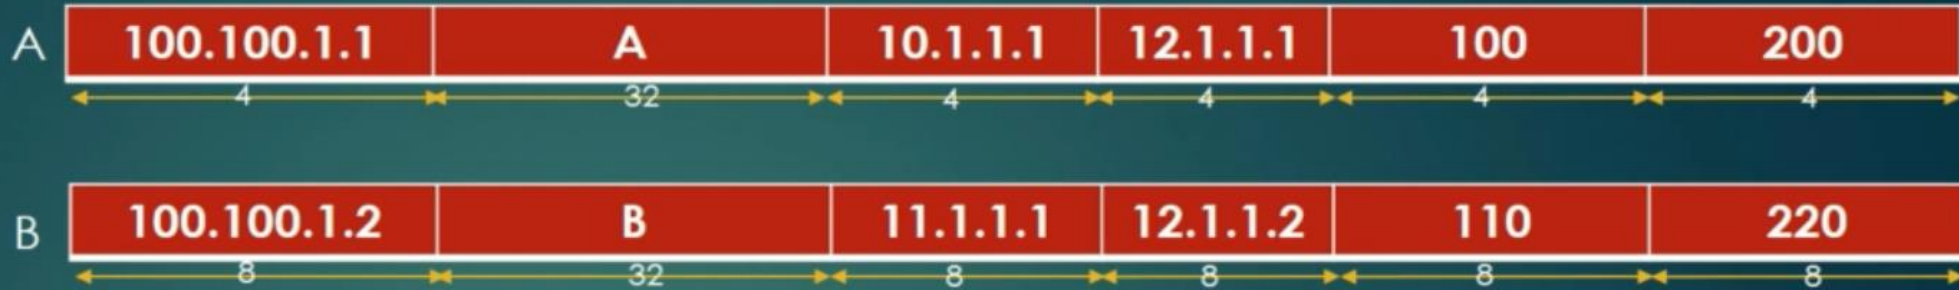 A 100.100.1.1 A 10.1.1.1 12.1.1.1 100 200
4 32 4 4 4 4
B 100.100.1.2 B 11.1.1.1 12.1.1.2 110 220
8 32 8 8 8 8